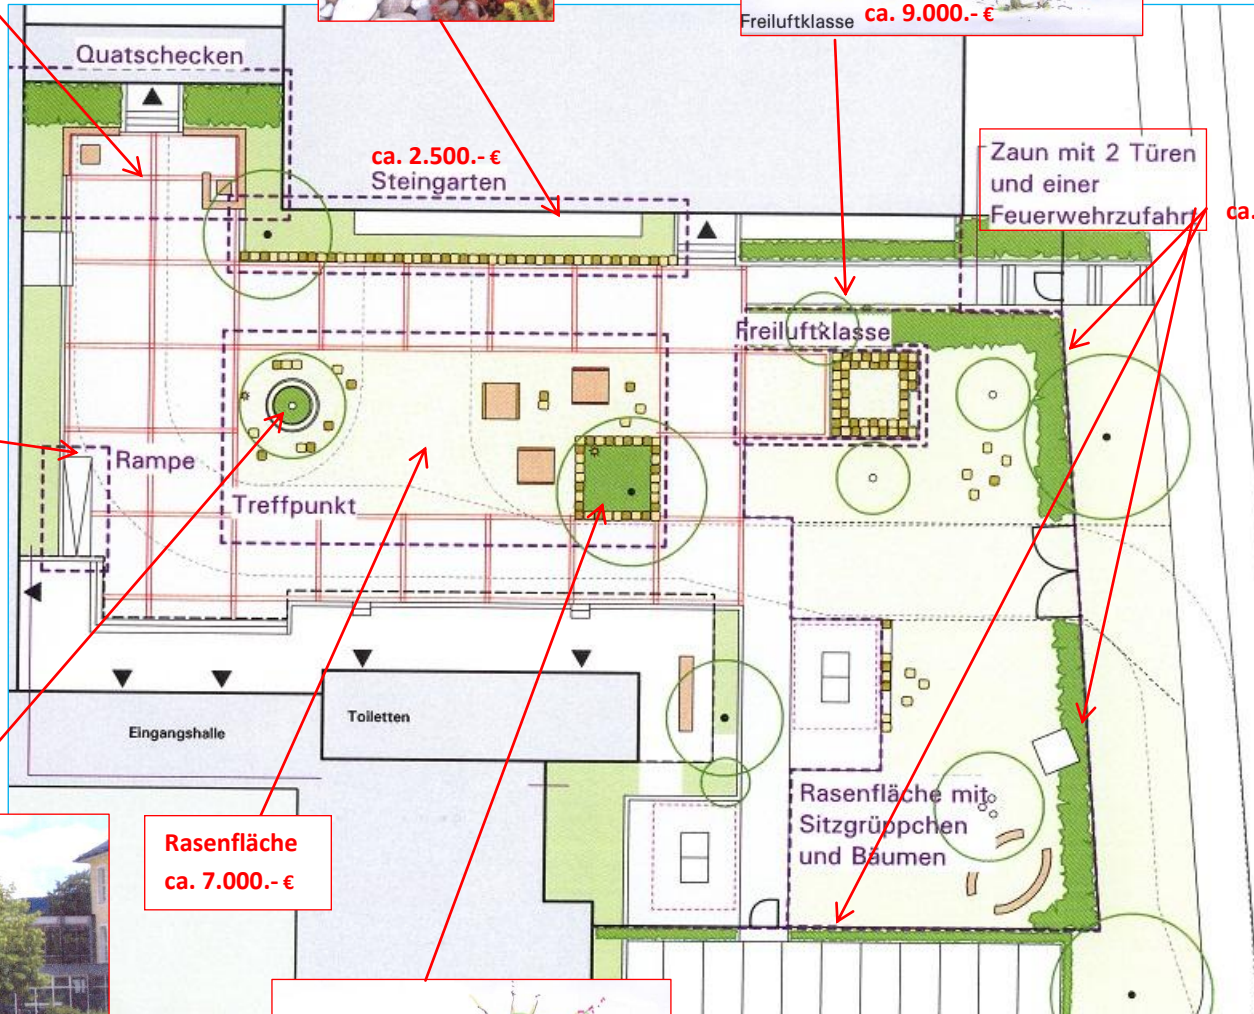 Freiluftklasse ca. 9.000.- €
Quatschecken
ca. 2.500.- €
Steingarten
Zaun mit 2 Türen
und einer
Feuerwehrzufahrt
ca.
Freiluftklasse
Rampe
Treffpunkt
Toiletten
Eingangshalle
Rasenfläche mit
Sitzgrüppchen
und Bäumen
Rasenfläche
ca. 7.000.- €